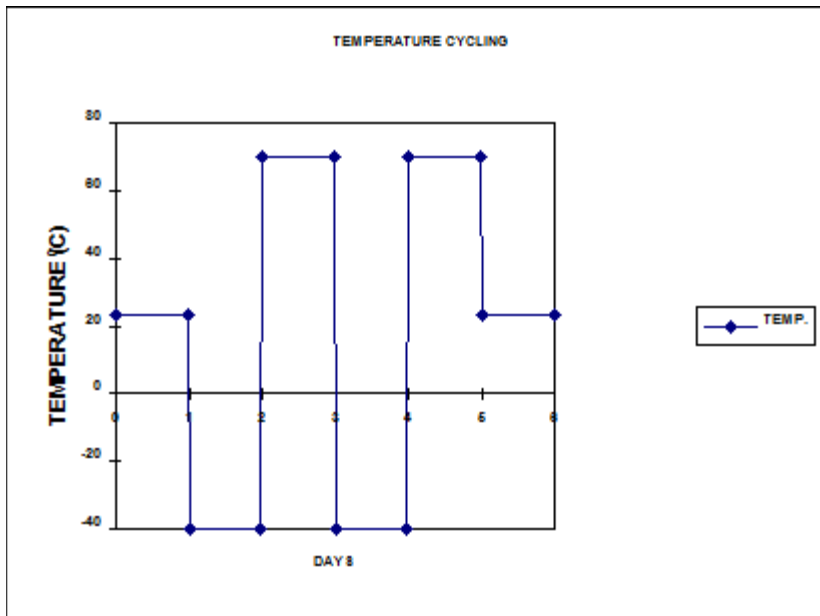 TEMPERATURE CYCLING
80
60
40
20
0
-20
-40
TEMPERATURE (°C)
0 1 2 3 4 5 6
DAYS
TEMP.